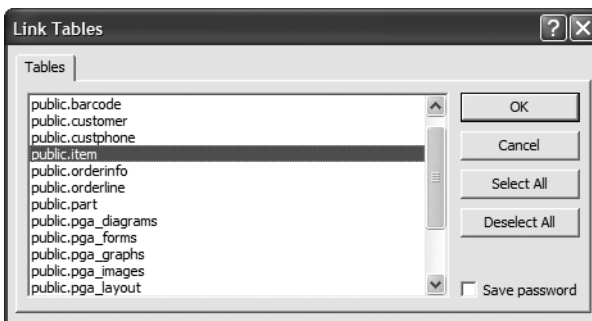 Link Tables
Tables
public.barcode
public.customer
public.custphone
public.item
public.orderinfo
public.orderline
public.part
public.pga_diagrams
public.pga_forms
public.pga_graphs
public.pga_images
public.pga_layout
OK
Cancel
Select All
Deselect All
Save password